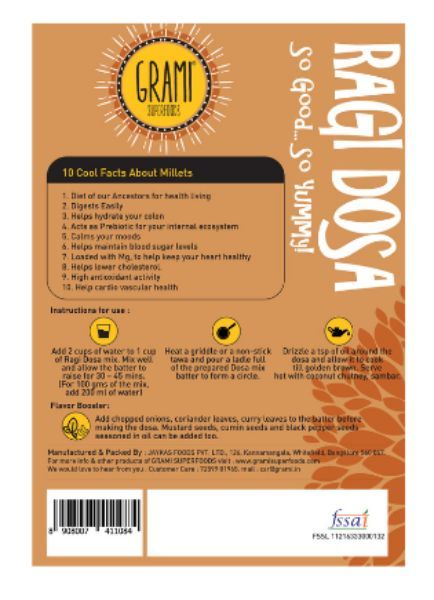 GRAMI
SUPERFOODS
RAGI DOSA
So Good...So Yummy!
10 Cool Facts About Millets
1. Diet of our Ancestors for health living
2. Digests Easily
3. Helps hydrate your colon
4. Acts as Prebiotic for your internal ecosystem
5. Calms your moods
6. Helps maintain blood sugar levels
7. Loaded with Mg, to help keep your heart healthy
8. Helps lower cholesterol
9. High antioxidant activity
10. Help cardio vascular health
Instructions for use :
Add 2 cups of water to 1 cup
of Ragi Dosa mix. Mix well
and allow the batter to
raise for 30 - 45 mins.
(For 100 gms of the mix,
add 200 ml of water)
Heat a griddle or a non-stick
tawa and pour a ladle full
of the prepared Dosa mix
batter to form a circle.
Drizzle a tsp of oil around the
dosa and allow it to cook
till golden brown. Serve
hot with coconut chutney, sambar.
Flavor Booster:
Add chopped onions, coriander leaves, curry leaves to the batter before
making the dosa. Mustard seeds, cumin seeds and black pepper seeds
seasoned in oil can be added too.
Manufactured & Packed By : JAYKAS FOODS PVT. LTD., 126, Kannamangala, Whitefield, Bengaluru 560 067.
For more info & other products of GRAMI SUPERFOODS visit : www.gramisuperfoods.com
We would love to hear from you : Customer Care : 72599 01965. mail :
8 908007 411084
fssai
FSSL 11216333000132